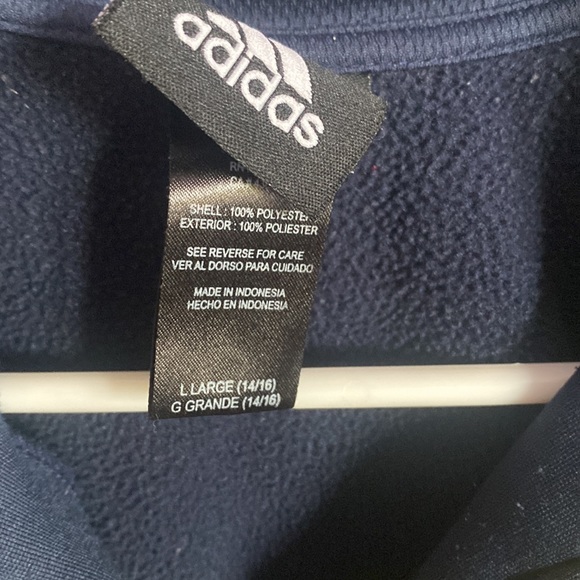 adidas
SHELL : 100% POLYESTER
EXTERIOR : 100% POLIESTER
SEE REVERSE FOR CARE
VER AL DORSO PARA CUIDADO
MADE IN INDONESIA
HECHO EN INDONESIA
L LARGE (14/16)
G GRANDE (14/16)